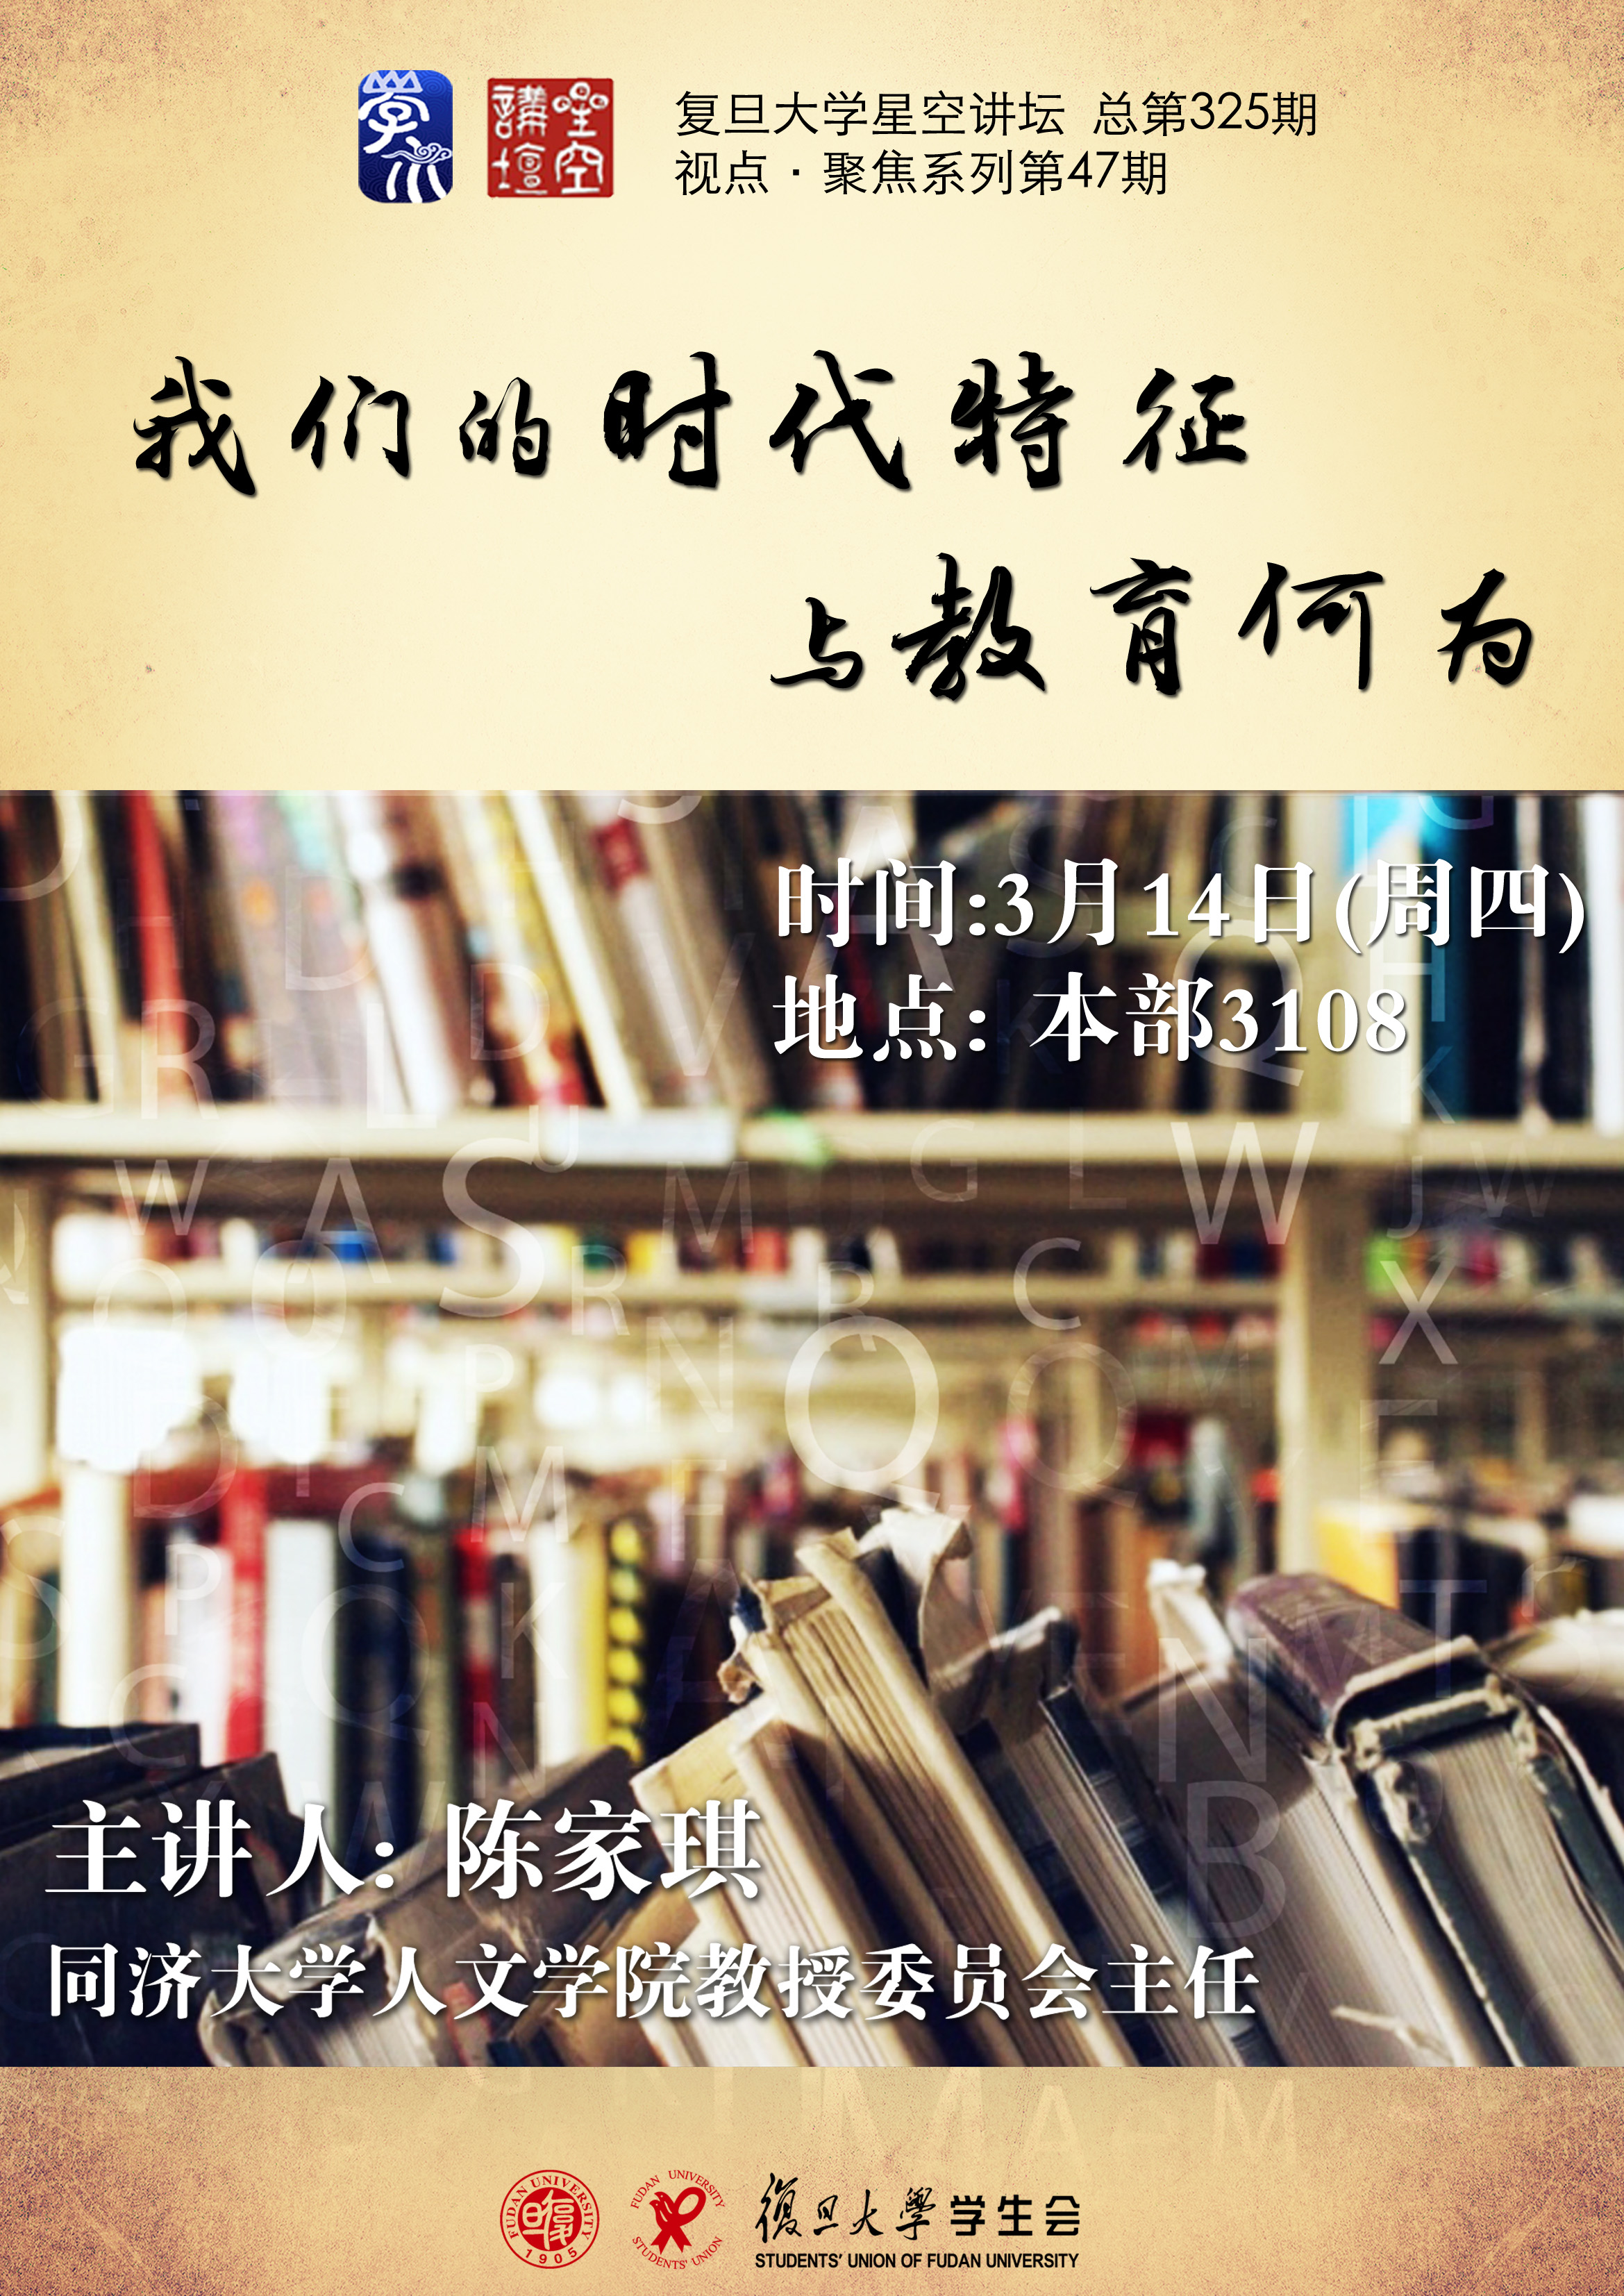 学
星空
講壇
复旦大学星空讲坛 总第325期
视点·聚焦系列第47期
我们的时代特征
与教育何为
时间:3月14日(周四)
地点: 本部3108
主讲人: 陈家琪
同济大学人文学院教授委员会主任
FUDAN UNIVERSITY
1905
FUDAN UNIVERSITY
STUDENTS' UNION
復旦大學学生会
STUDENTS' UNION OF FUDAN UNIVERSITY